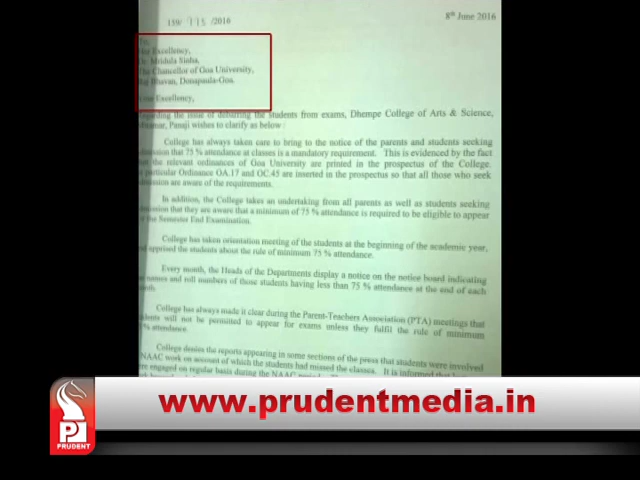 159/115/2016
8th June 2016
To,
Her Excellency,
Dr. Mridula Sinha,
The Chancellor of Goa University,
Raj Bhavan, Donapaula-Goa.
Your Excellency,
Regarding the issue of debarring the students from exams, Dhempe College of Arts & Science,
Panaji wishes to clarify as below :
College has always taken care to bring to the notice of the parents and students seeking
admission that 75 % attendance at classes is a mandatory requirement. This is evidenced by the fact
that the relevant ordinances of Goa University are printed in the prospectus of the College.
particular Ordinance OA.17 and OC.45 are inserted in the prospectus so that all those who seek
admission are aware of the requirements.
In addition, the College takes an undertaking from all parents as well as students seeking
admission that they are aware that a minimum of 75 % attendance is required to be eligible to appear
the Semester End Examination.
College has taken orientation meeting of the students at the beginning of the academic year,
and apprised the students about the rule of minimum 75 % attendance.
Every month, the Heads of the Departments display a notice on the notice board indicating
names and roll numbers of those students having less than 75 % attendance at the end of each
month.
College has always made it clear during the Parent-Teachers Association (PTA) meetings that
students will not be permitted to appear for exams unless they fulfil the rule of minimum
% attendance.
College denies the reports appearing in some sections of the press that students were involved
NAAC work on account of which the students had missed the classes. It is informed that
were engaged on regular basis during the NAAC
www.prudentmedia.in
PRUDENT